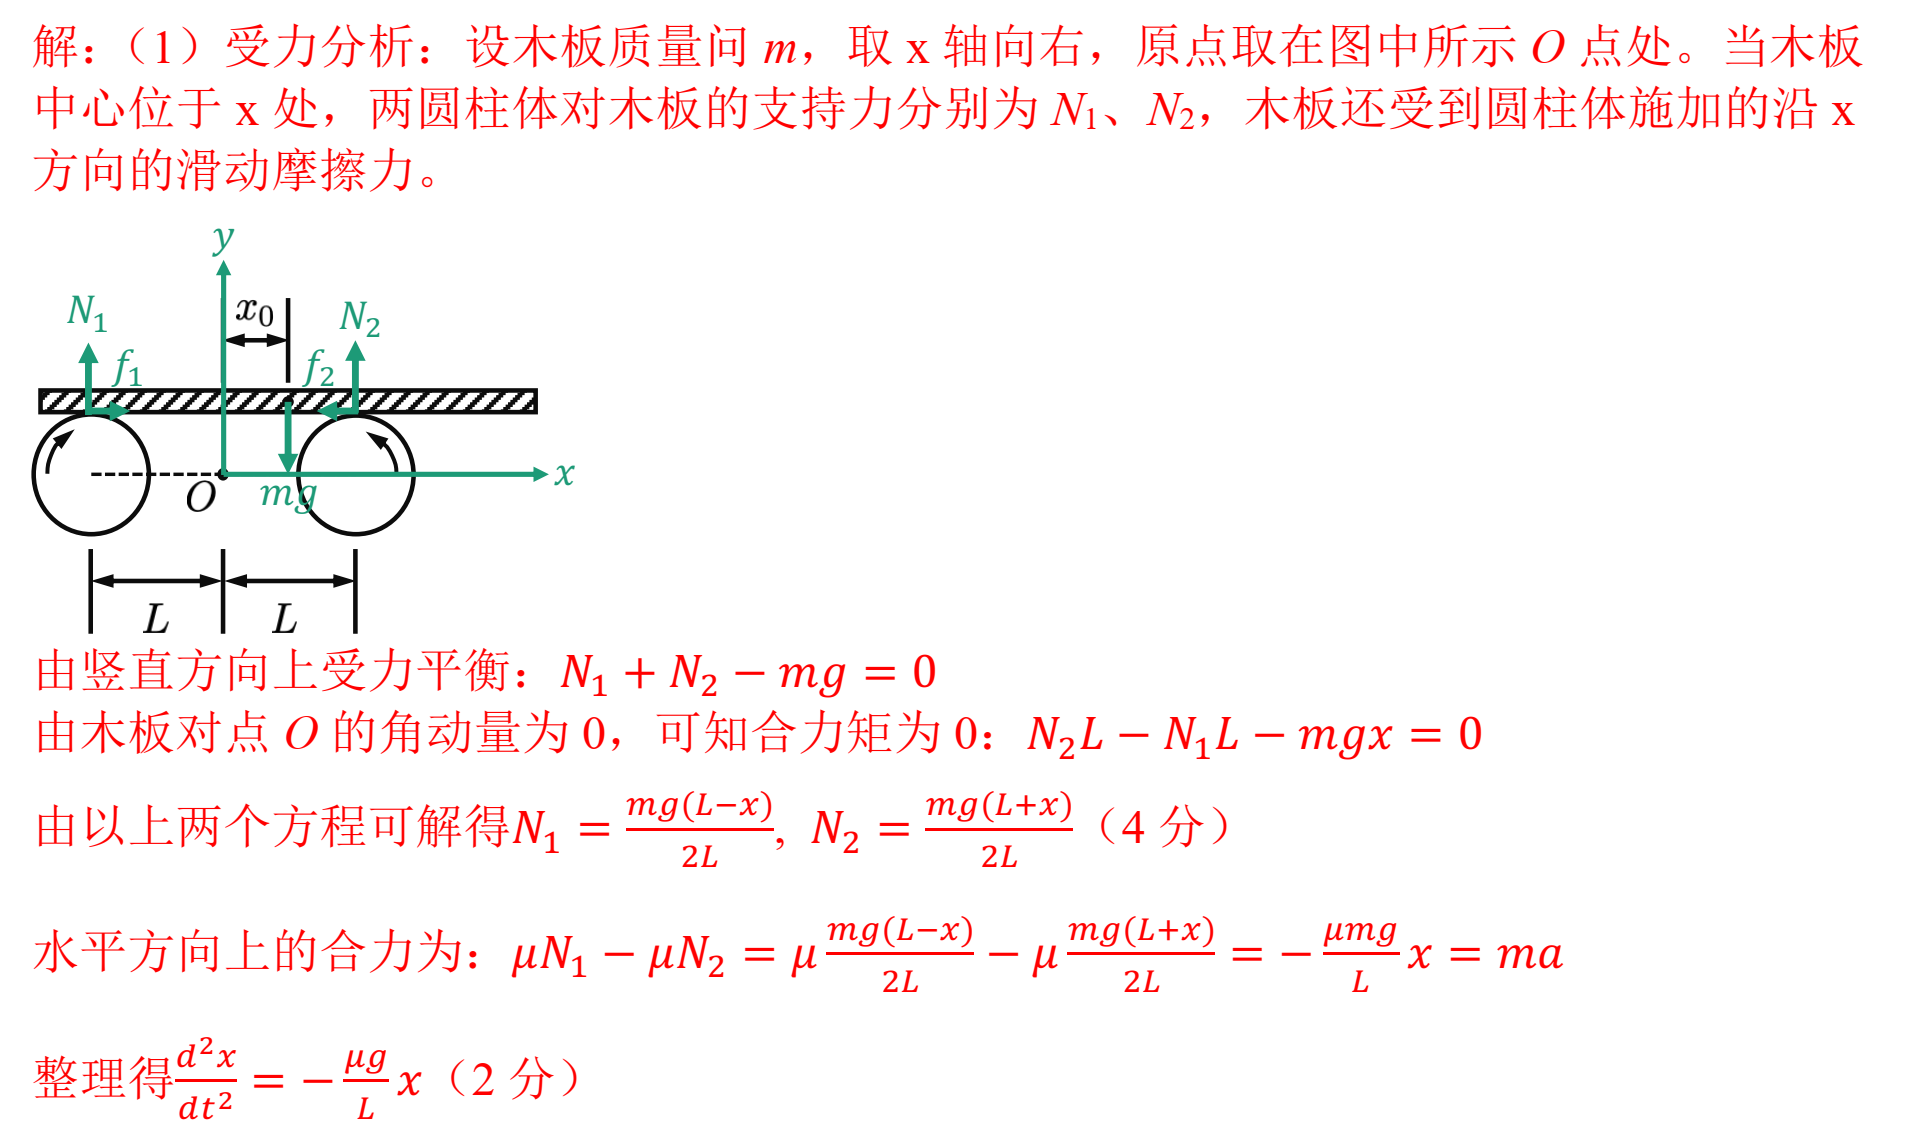 解：（1）受力分析：设木板质量问 m，取 x 轴向右，原点取在图中所示 O 点处。当木板
中心位于 x 处，两圆柱体对木板的支持力分别为 N₁、N₂，木板还受到圆柱体施加的沿 x
方向的滑动摩擦力。
y
N₁ x₀ N₂
f₁ f₂
O mg x
L L
由竖直方向上受力平衡：N₁ + N₂ − mg = 0
由木板对点 O 的角动量为 0，可知合力矩为 0：N₂L − N₁L − mgx = 0
由以上两个方程可解得N₁ = mg(L−x)/2L, N₂ = mg(L+x)/2L（4 分）
水平方向上的合力为：μN₁ − μN₂ = μ mg(L−x)/2L − μ mg(L+x)/2L = − μmg/L x = ma
整理得d²x/dt² = − μg/L x（2 分）